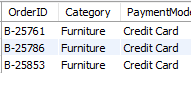 OrderID Category PaymentMode
B-25761 Furniture Credit Card
B-25786 Furniture Credit Card
B-25853 Furniture Credit Card